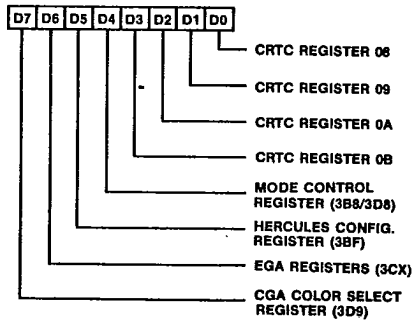 D7 D6 D5 D4 D3 D2 D1 D0
CRTC REGISTER 08
CRTC REGISTER 09
CRTC REGISTER 0A
CRTC REGISTER 0B
MODE CONTROL
REGISTER (3B8/3D8)
HERCULES CONFIG.
REGISTER (3BF)
EGA REGISTERS (3CX)
CGA COLOR SELECT
REGISTER (3D9)